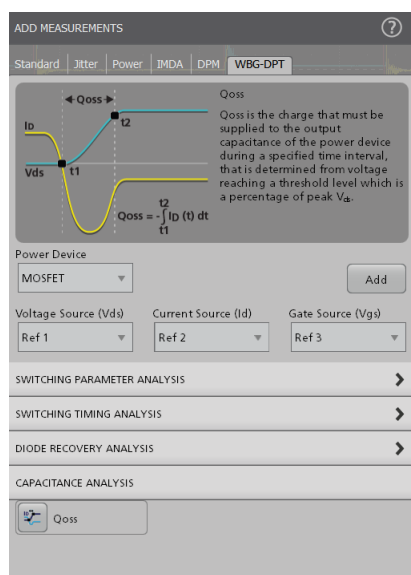 ADD MEASUREMENTS
?
Standard Jitter Power IMDA DPM WBG-DPT
Qoss
ID
t2
Vds
t1
Qoss = -∫ID (t) dt
t2
t1
Qoss
Qoss is the charge that must be
supplied to the output
capacitance of the power device
during a specified time interval,
that is determined from voltage
reaching a threshold level which is
a percentage of peak Vds.
Power Device
MOSFET
Add
Voltage Source (Vds) Current Source (Id) Gate Source (Vgs)
Ref 1 Ref 2 Ref 3
SWITCHING PARAMETER ANALYSIS
SWITCHING TIMING ANALYSIS
DIODE RECOVERY ANALYSIS
CAPACITANCE ANALYSIS
Qoss